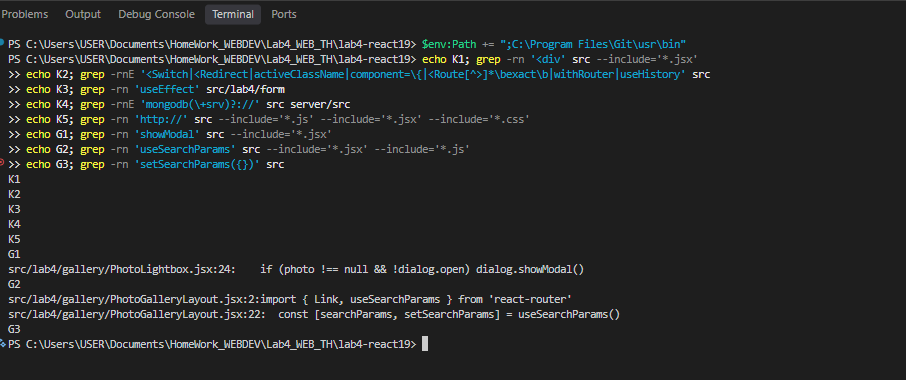 Problems Output Debug Console Terminal Ports
PS C:\Users\USER\Documents\HomeWork_WEBDEV\Lab4_WEB_TH\lab4-react19> $env:Path += ";C:\Program Files\Git\usr\bin"
PS C:\Users\USER\Documents\HomeWork_WEBDEV\Lab4_WEB_TH\lab4-react19> echo K1; grep -rn '<div' src --include='*.jsx'
>> echo K2; grep -rnE '<Switch|<Redirect|activeClassName|component=\{|<Route[^>]*\bexact\b|withRouter|useHistory' src
>> echo K3; grep -rn 'useEffect' src/lab4/form
>> echo K4; grep -rnE 'mongodb(\+srv)?://' src server/src
>> echo K5; grep -rn 'http://' src --include='*.js' --include='*.jsx' --include='*.css'
>> echo G1; grep -rn 'showModal' src --include='*.jsx'
>> echo G2; grep -rn 'useSearchParams' src --include='*.jsx' --include='*.js'
>> echo G3; grep -rn 'setSearchParams({})' src
K1
K2
K3
K4
K5
G1
src/lab4/gallery/PhotoLightbox.jsx:24:    if (photo !== null && !dialog.open) dialog.showModal()
G2
src/lab4/gallery/PhotoGalleryLayout.jsx:2:import { Link, useSearchParams } from 'react-router'
src/lab4/gallery/PhotoGalleryLayout.jsx:22:  const [searchParams, setSearchParams] = useSearchParams()
G3
PS C:\Users\USER\Documents\HomeWork_WEBDEV\Lab4_WEB_TH\lab4-react19>